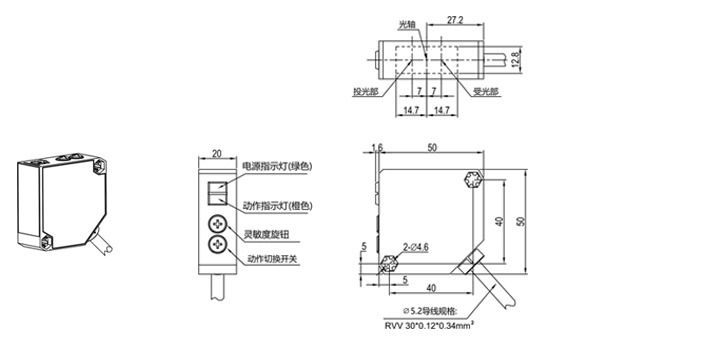 27.2
光轴
12.8
投光部
受光部
7
7
14.7
14.7
20
电源指示灯(绿色)
动作指示灯(橙色)
灵敏度旋钮
动作切换开关
1.6
50
50
40
5
2-Ø4.6
5
40
Ø5.2导线规格:
RVV 30*0.12*0.34mm²